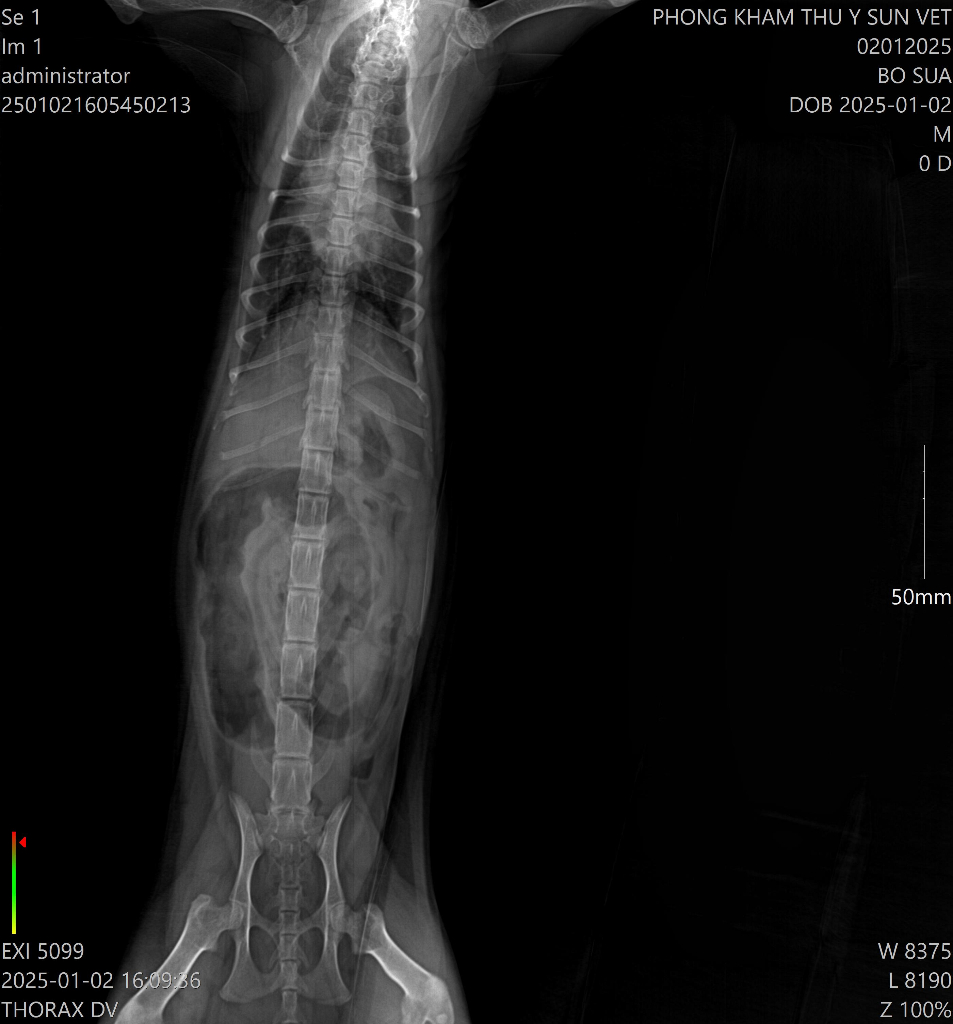 Se 1
Im 1
administrator
2501021605450213
PHONG KHAM THU Y SUN VET
02012025
BO SUA
DOB 2025-01-02
M
0 D
50mm
EXI 5099
2025-01-02 16:09:36
THORAX DV
W 8375
L 8190
Z 100%